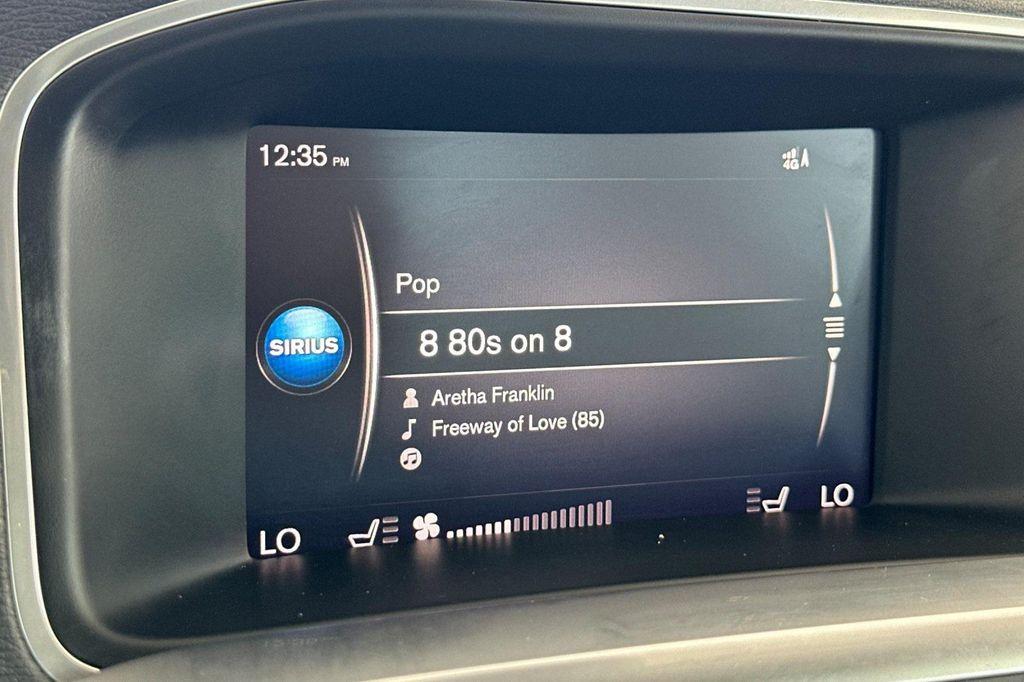 12:35 PM
4G
Pop
SIRIUS
8 80s on 8
Aretha Franklin
Freeway of Love (85)
LO
LO